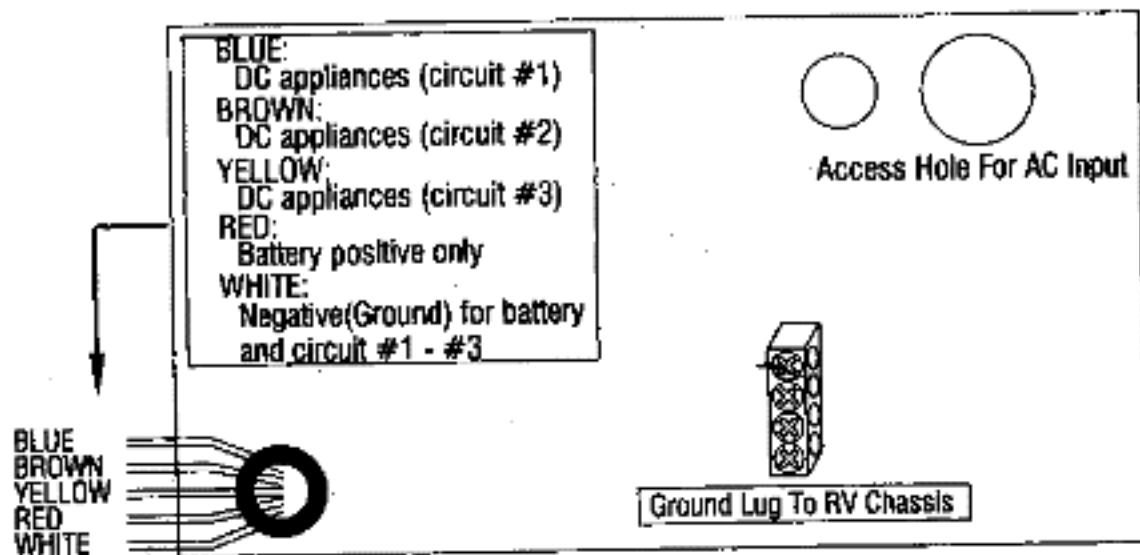 BLUE:
DC appliances (circuit #1)
BROWN:
DC appliances (circuit #2)
YELLOW:
DC appliances (circuit #3)
RED:
Battery positive only
WHITE:
Negative(Ground) for battery
and circuit #1 - #3
Access Hole For AC Input
BLUE
BROWN
YELLOW
RED
WHITE
Ground Lug To RV Chassis